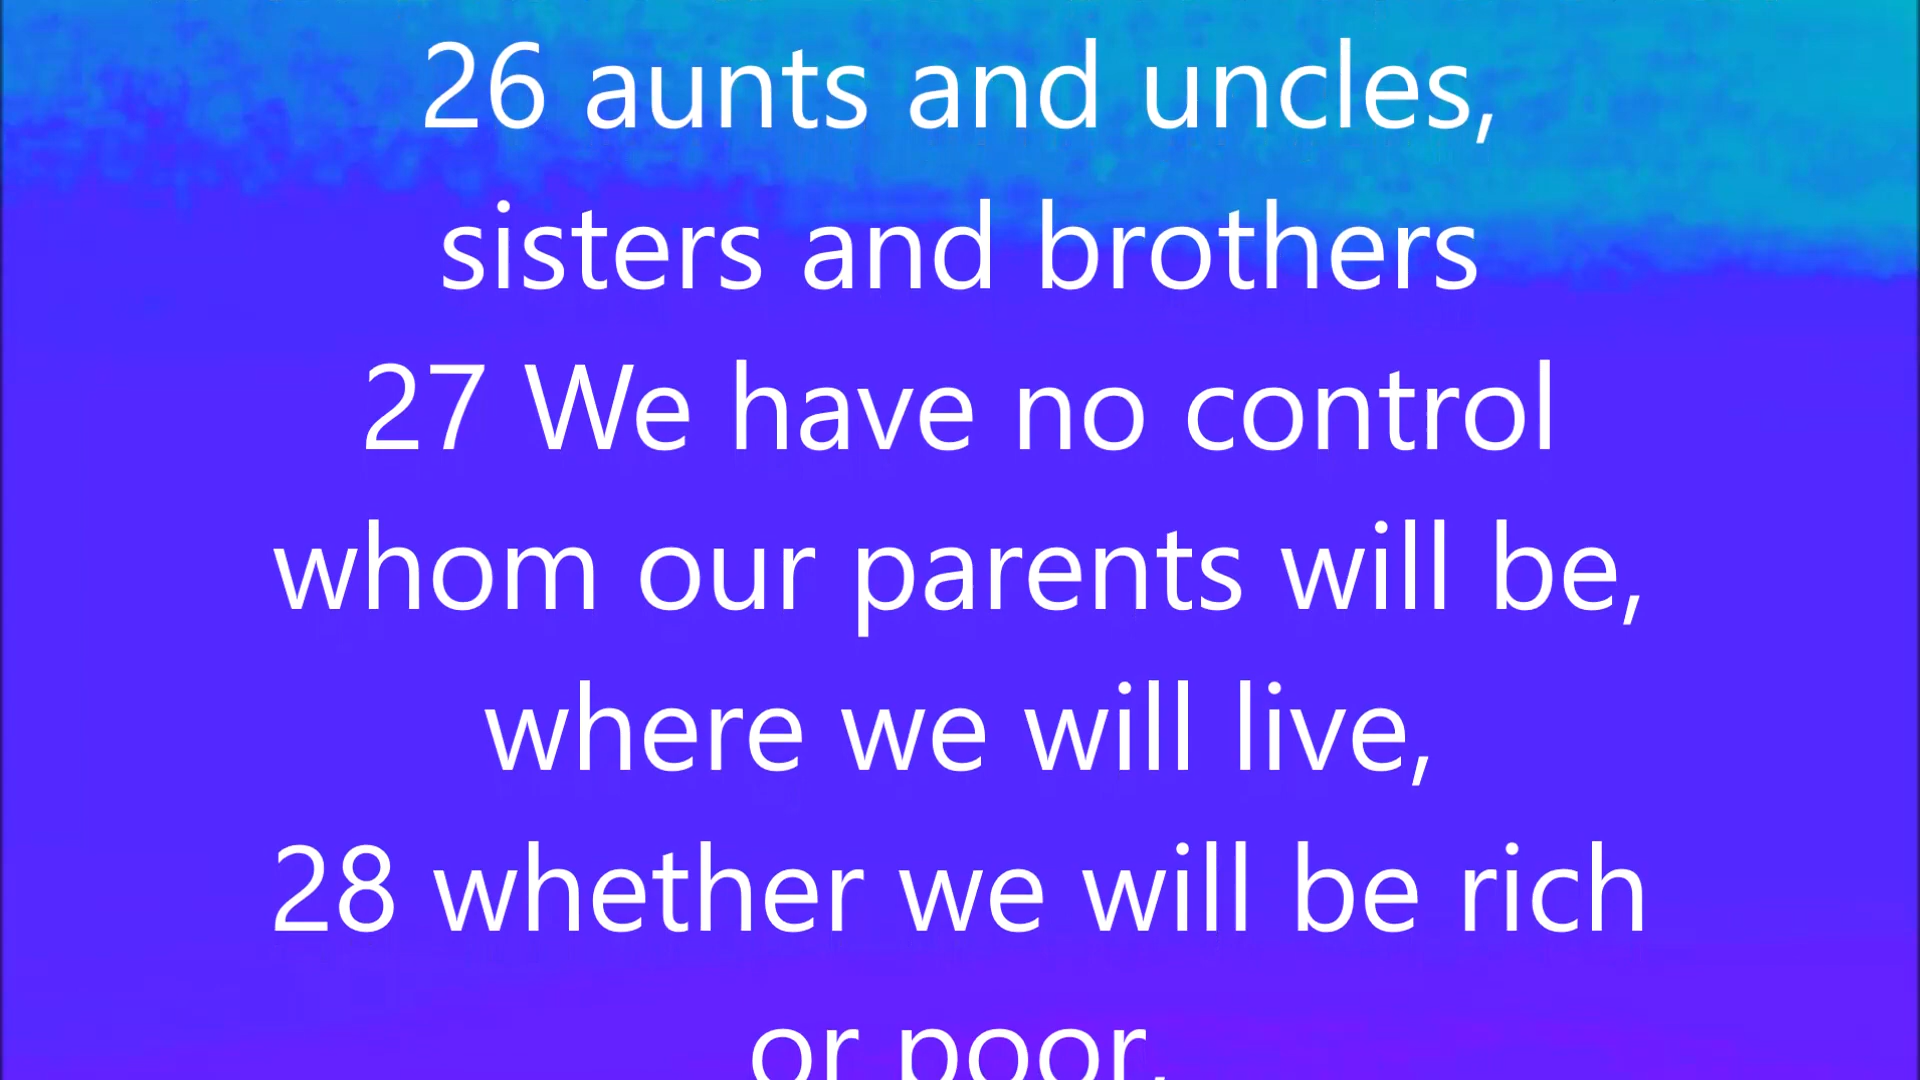 26 aunts and uncles,
sisters and brothers
27 We have no control
whom our parents will be,
where we will live,
28 whether we will be rich
or poor,